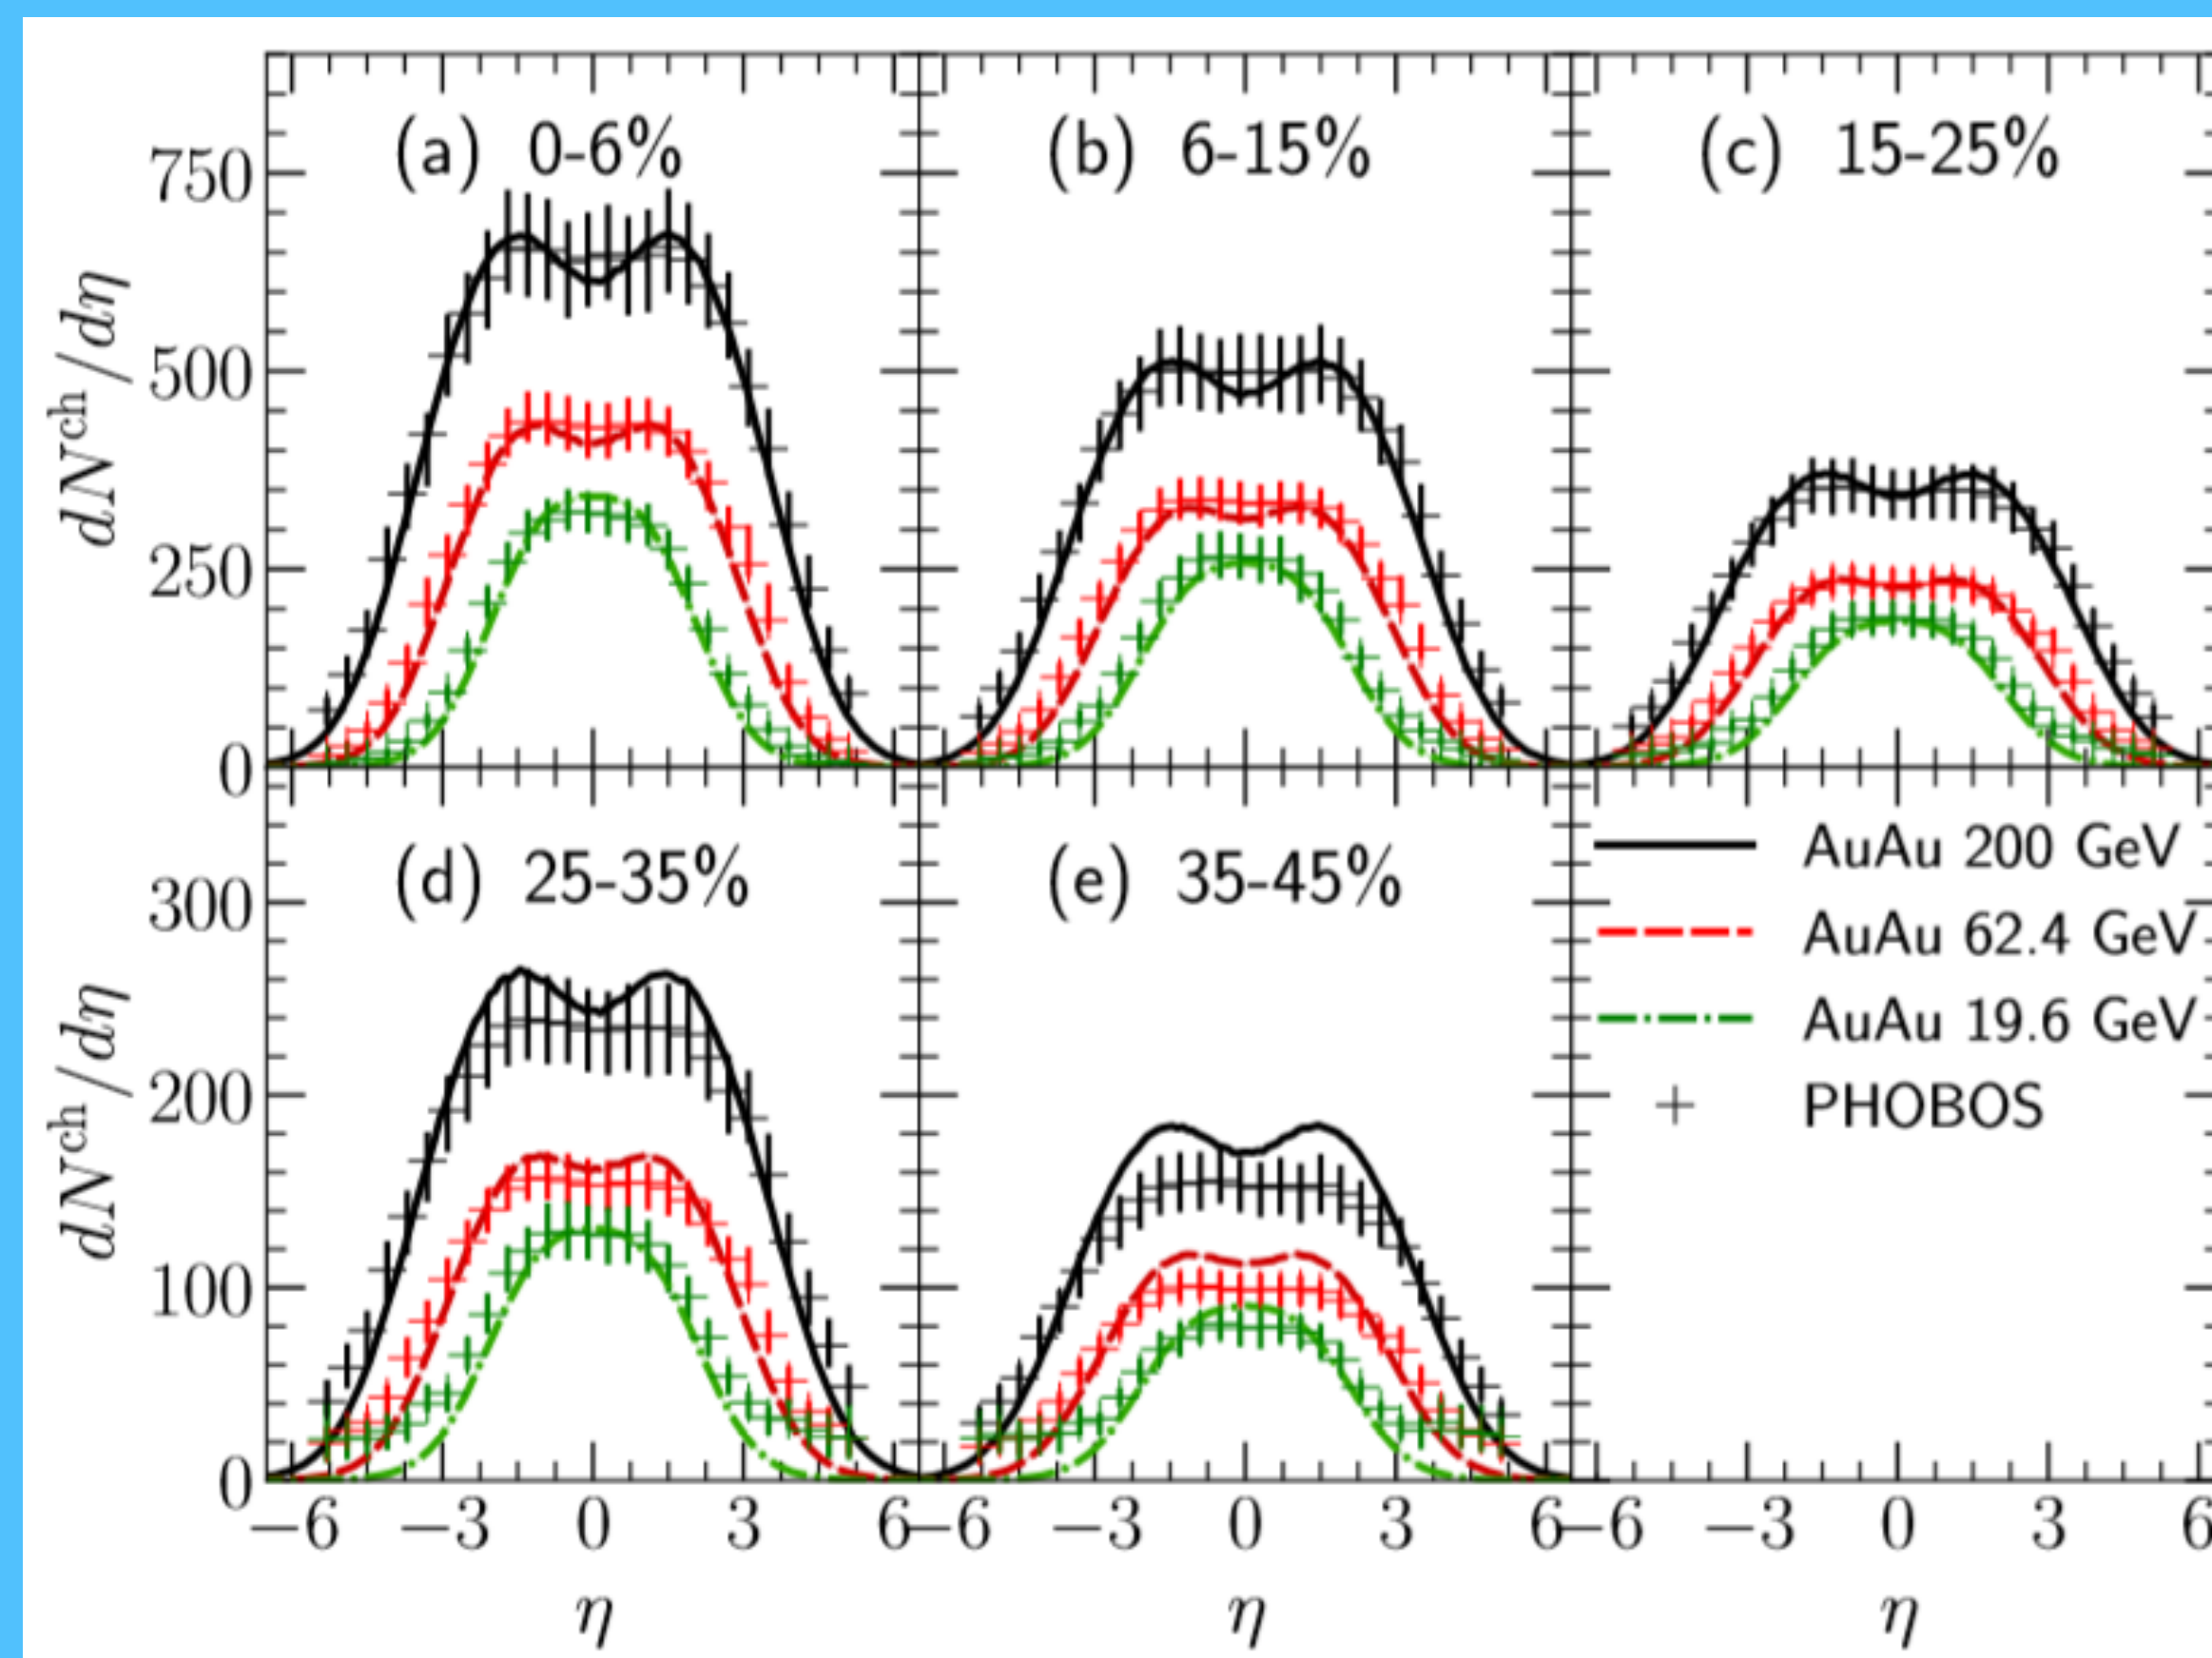 (a) 0-6%
(b) 6-15%
(c) 15-25%
dN^ch/dη
750
500
250
0
(d) 25-35%
(e) 35-45%
AuAu 200 GeV
AuAu 62.4 GeV
AuAu 19.6 GeV
PHOBOS
dN^ch/dη
300
200
100
0
−6 −3 0 3 6 −6 −3 0 3 6 −6 −3 0 3 6
η η η